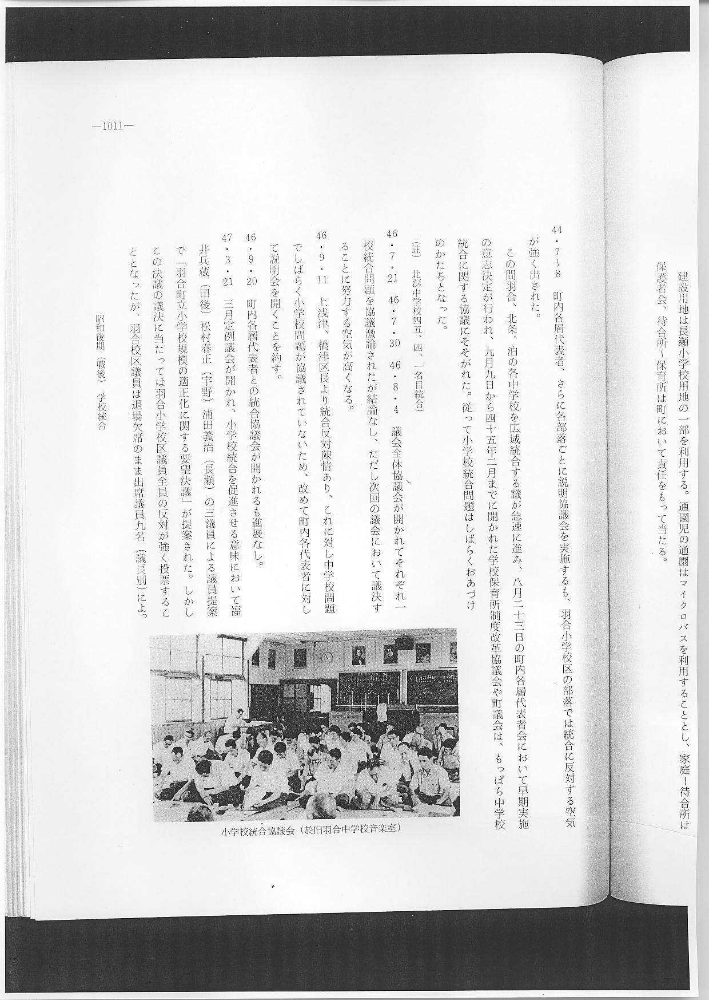 建設用地は長瀬小学校用地の一部を利用する。通園児の通園はマイクロバスを利用することとし、家庭～待合所は
保護者会、待合所～保育所は町において責任をもって当たる。
44・7～8　町内各層代表者、さらに各部落ごとに説明協議会を実施するも、羽合小学校区の部落では統合に反対する空気
が強く出された。
この間羽合、北条、泊の各中学校を広域統合する議が急速に進み、八月二十三日の町内各層代表者会において早期実施
の意志決定が行われ、九月九日から四十五年二月までに開かれた学校保育所制度改革協議会や町議会は、もっぱら中学校
統合に関する協議にそそがれた。従って小学校統合問題はしばらくおあづけ
のかたちとなった。
（註）　北溟中学校四五、四、一名目統合）
46・7・21　46・7・30　46・8・4　議会全体協議会が開かれてそれぞれ一
校統合問題を協議激論されたが結論なし、ただし次回の議会において議決す
ることに努力する空気が高くなる。
46・9・11　上浅津、橋津区長より統合反対陳情あり、これに対し中学校問題
でしばらく小学校問題が協議されていないため、改めて町内各代表者に対し
て説明会を開くことを約す。
46・9・20　町内各層代表者との統合協議会が開かれるも進展なし。
47・3・21　三月定例議会が開かれ、小学校統合を促進させる意味において福
井兵蔵（田後）松村春正（宇野）浦田義治（長瀬）の三議員による議員提案
で「羽合町立小学校規模の適正化に関する要望決議」が提案された。しかし
この決議の議決に当たっては羽合小学校区議員全員の反対が強く投票するこ
ととなったが、羽合校区議員は退場欠席のまま出席議員九名（議長別）によっ
小学校統合協議会（於旧羽合中学校音楽室）
昭和後期（戦後）　学校統合
―1011―